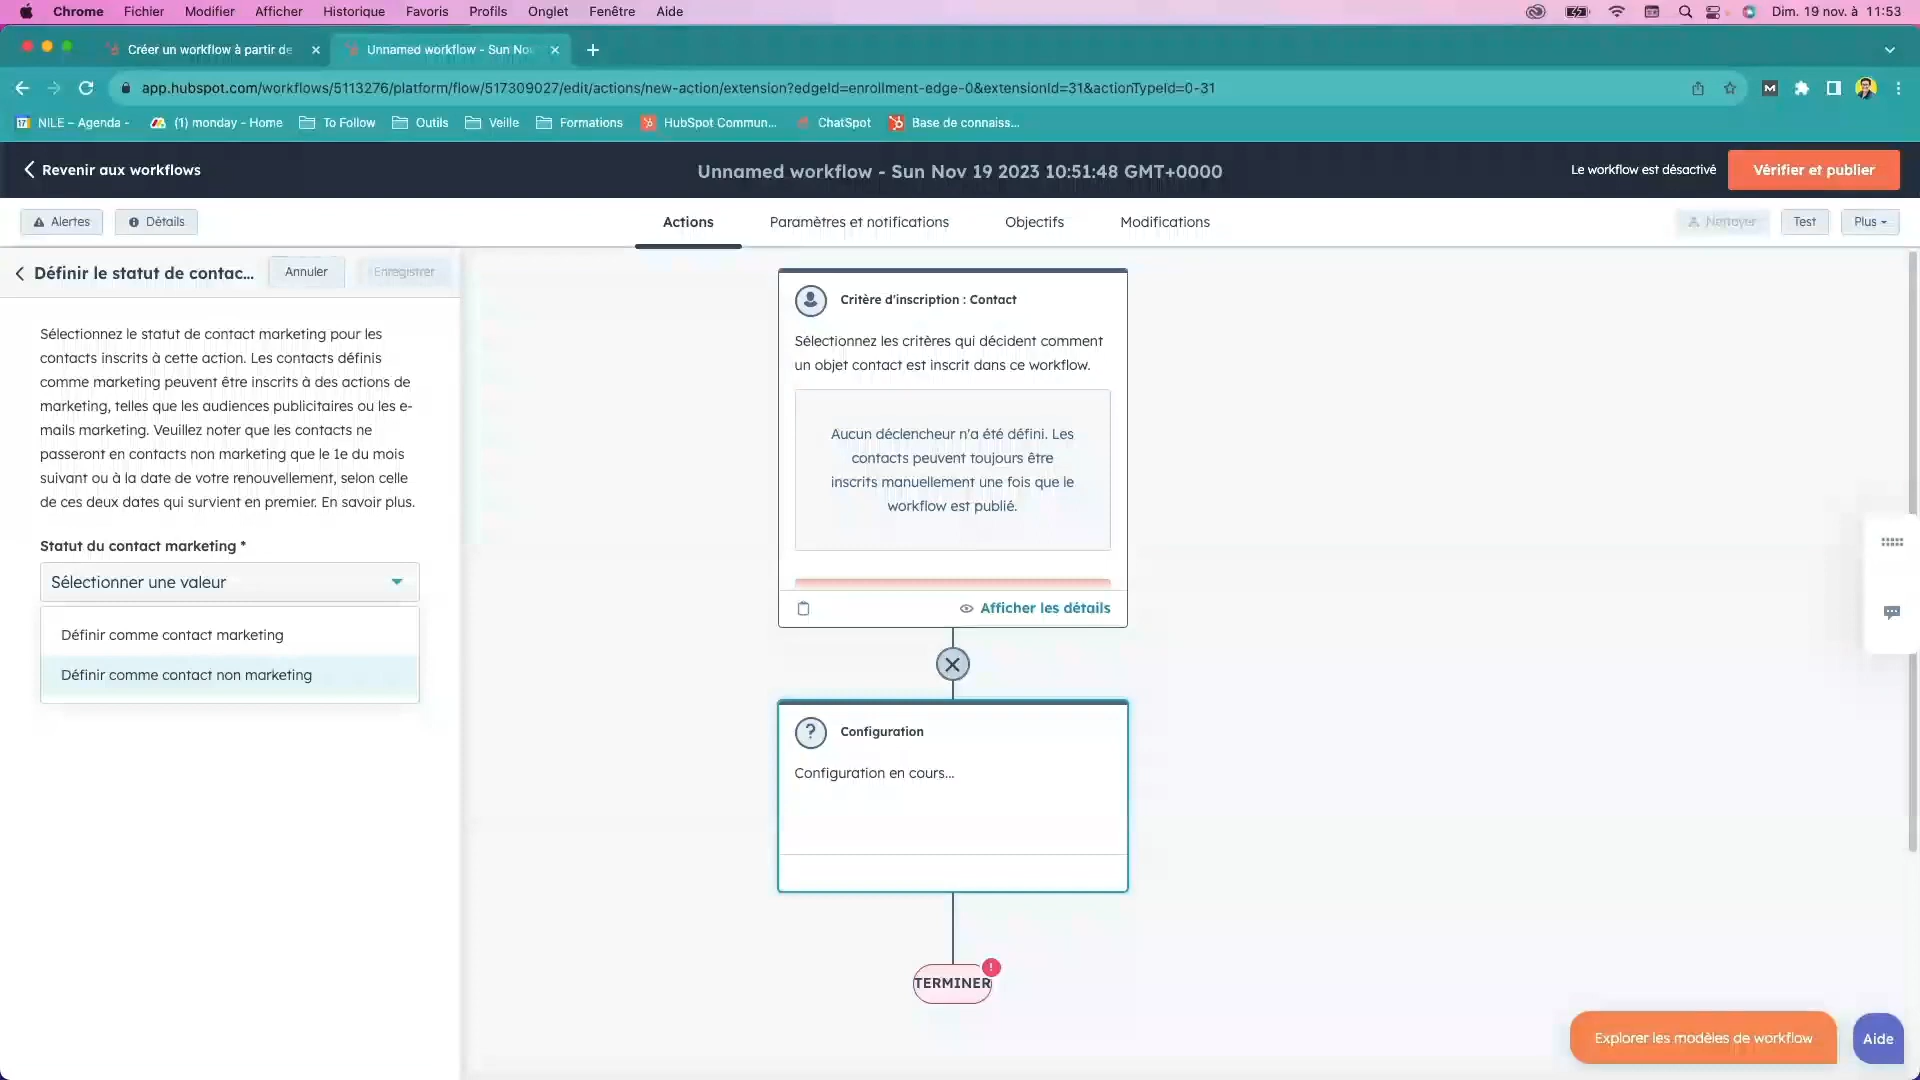 Chrome Fichier Modifier Afficher Historique Favoris Profils Onglet Fenêtre Aide Dim. 19 nov. à 11:53
Créer un workflow à partir de Unnamed workflow - Sun Nov
app.hubspot.com/workflows/5113276/platform/flow/517309027/edit/actions/new-action/extension?edgeId=enrollment-edge-0&extensionId=31&actionTypeId=0-31
NILE – Agenda - (1) monday - Home To Follow Outils Veille Formations HubSpot Commun... ChatSpot Base de connaiss...
Revenir aux workflows Unnamed workflow - Sun Nov 19 2023 10:51:48 GMT+0000 Le workflow est désactivé Vérifier et publier
Alertes Détails Actions Paramètres et notifications Objectifs Modifications Nettoyer Test Plus
Définir le statut de contac... Annuler Enregistrer
Sélectionnez le statut de contact marketing pour les
contacts inscrits à cette action. Les contacts définis
comme marketing peuvent être inscrits à des actions de
marketing, telles que les audiences publicitaires ou les e-
mails marketing. Veuillez noter que les contacts ne
passeront en contacts non marketing que le 1e du mois
suivant ou à la date de votre renouvellement, selon celle
de ces deux dates qui survient en premier. En savoir plus.
Statut du contact marketing *
Sélectionner une valeur
Définir comme contact marketing
Définir comme contact non marketing
Critère d'inscription : Contact
Sélectionnez les critères qui décident comment
un objet contact est inscrit dans ce workflow.
Aucun déclencheur n'a été défini. Les
contacts peuvent toujours être
inscrits manuellement une fois que le
workflow est publié.
Afficher les détails
? Configuration
Configuration en cours...
TERMINER !
Explorer les modèles de workflow
Aide